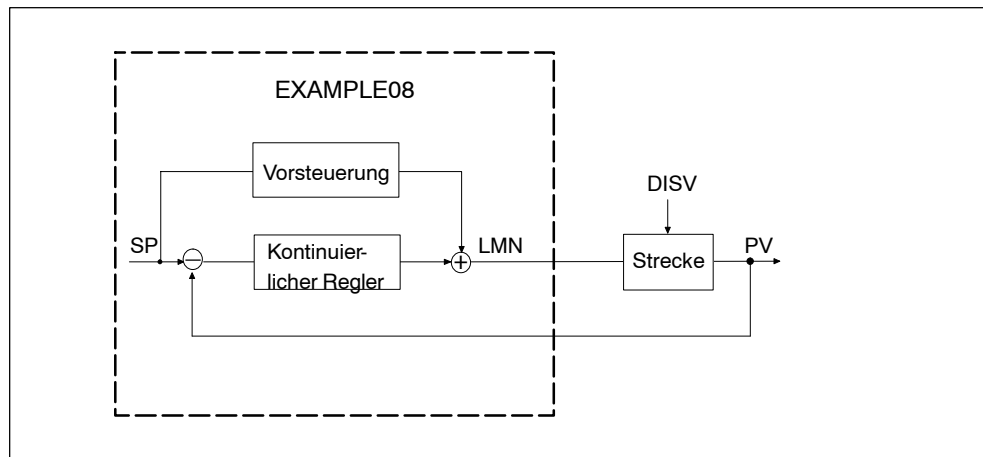 EXAMPLE08
Vorsteuerung
DISV
SP
Kontinuier-
licher Regler
LMN
Strecke
PV